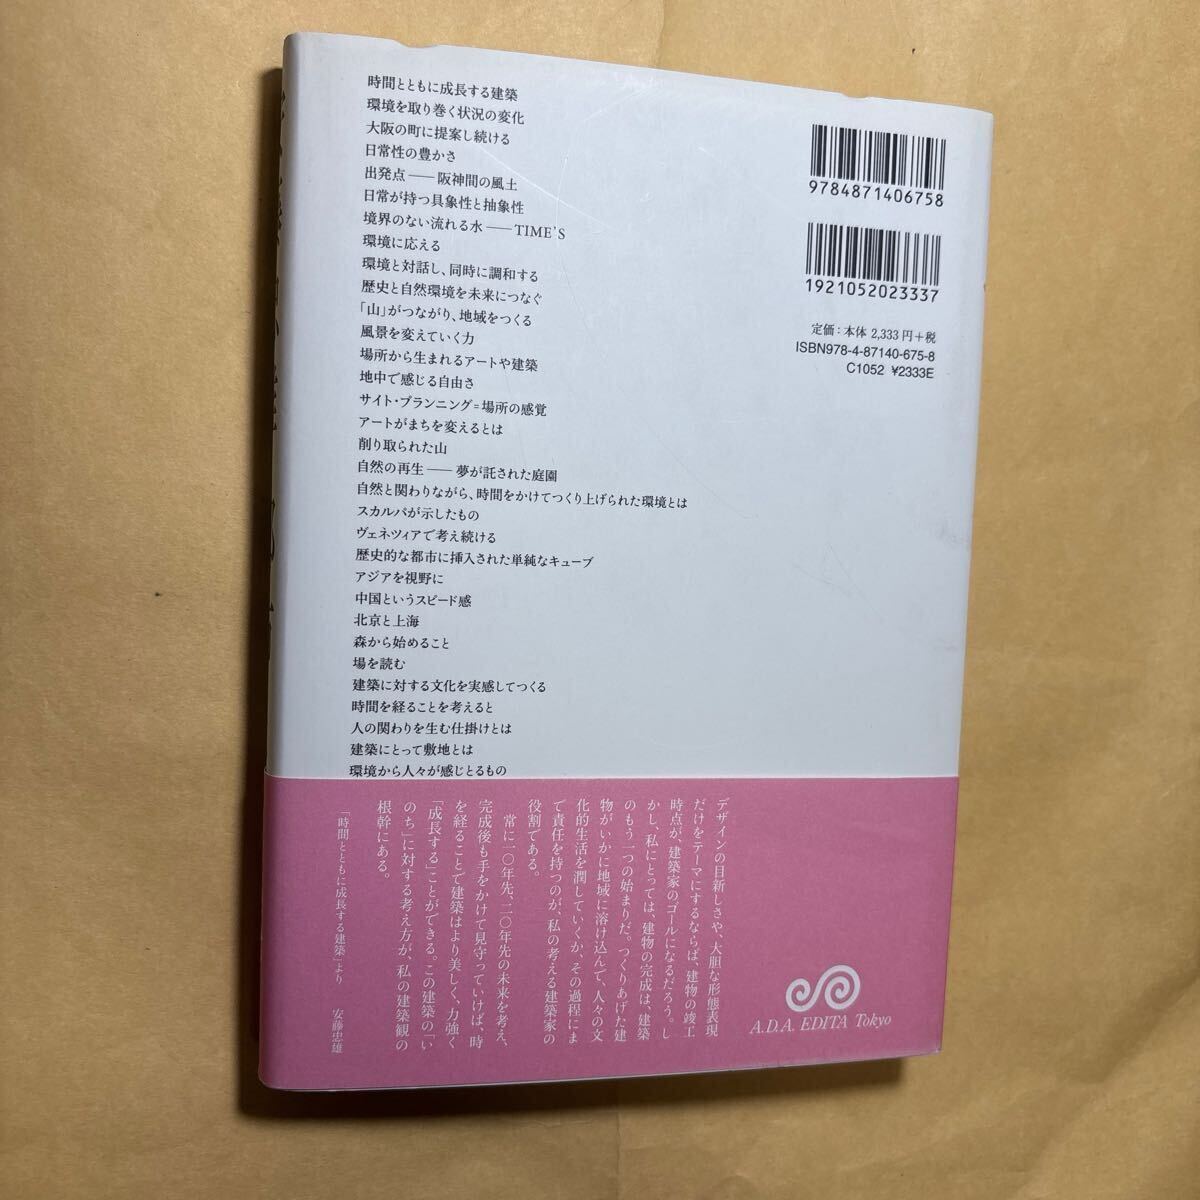 時間とともに成長する建築
環境を取り巻く状況の変化
大阪の町に提案し続ける
日常性の豊かさ
出発点——阪神間の風土
日常が持つ具象性と抽象性
境界のない流れる水——TIME'S
環境に応える
環境と対話し、同時に調和する
歴史と自然環境を未来につなぐ
「山」がつながり、地域をつくる
風景を変えていく力
場所から生まれるアートや建築
地中で感じる自由さ
サイト・プランニング=場所の感覚
アートがまちを変えるとは
削り取られた山
自然の再生——夢が託された庭園
自然と関わりながら、時間をかけてつくり上げられた環境とは
スカルパが示したもの
ヴェネツィアで考え続ける
歴史的な都市に挿入された単純なキューブ
アジアを視野に
中国というスピード感
北京と上海
森から始めること
場を読む
建築に対する文化を実感してつくる
時間を経ることを考えると
人の関わりを生む仕掛けとは
建築にとって敷地とは
環境から人々が感じとるもの
9784871406758
1921052023337
定価：本体 2,333円+税
ISBN978-4-87140-675-8
C1052 ¥2333E
デザインの目新しさや、大胆な形態表現
だけをテーマにするならば、建物の竣工
時点が、建築家のゴールになるだろう。し
かし、私にとっては、建物の完成は、建築
のもう一つの始まりだ。つくりあげた建
物がいかに地域に溶け込んで、人々の文
化的生活を潤していくか、その過程にま
で責任を持つのが、私の考える建築家の
役割である。
常に一〇年先、二〇年先の未来を考え、
完成後も手をかけて見守っていけば、時
を経ることで建築はより美しく、力強く
「成長する」ことができる。この建築の「い
のち」に対する考え方が、私の建築観の
根幹にある。
「時間とともに成長する建築」より
安藤忠雄
A.D.A. EDITA Tokyo